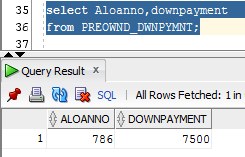 35 select Aloanno,downpayment
36 from PREOWND_DWNPYMNT;
Query Result x
SQL | All Rows Fetched: 1 in
ALOANNO DOWNPAYMENT
1 786 7500